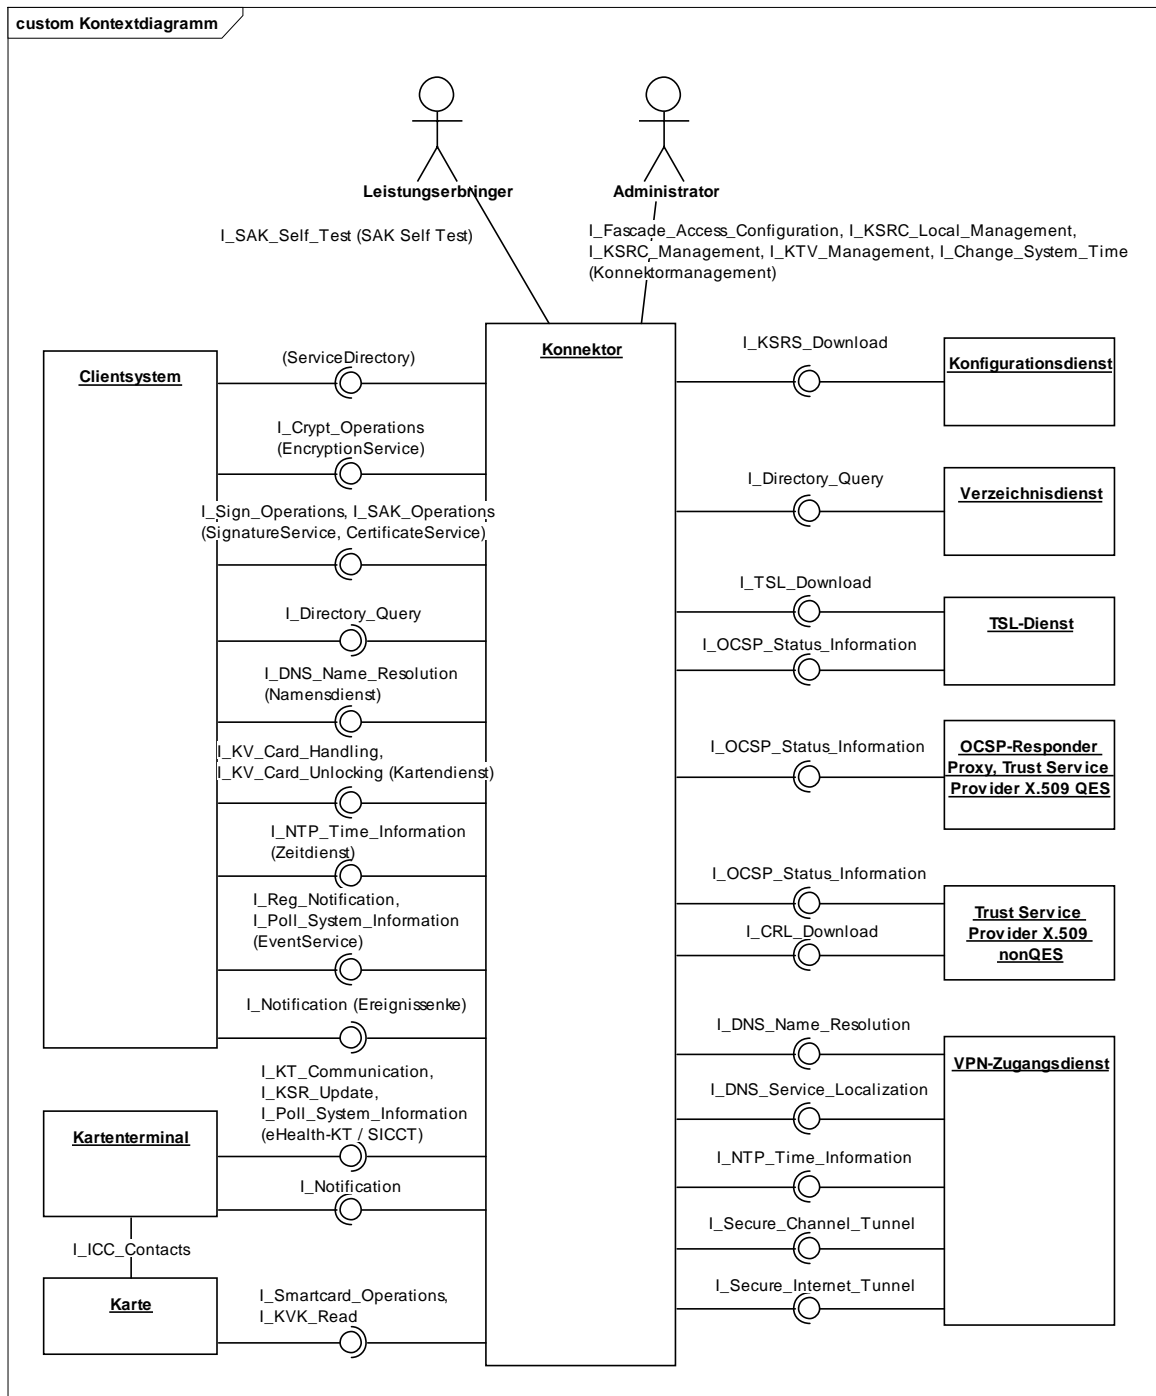 custom Kontextdiagramm
Leistungserbringer
Administrator
I_SAK_Self_Test (SAK Self Test)
I_Fascade_Access_Configuration, I_KSRC_Local_Management,
I_KSRC_Management, I_KTV_Management, I_Change_System_Time
(Konnektormanagement)
Konnektor
Clientsystem
(ServiceDirectory)
I_Crypt_Operations
(EncryptionService)
I_Sign_Operations, I_SAK_Operations
(SignatureService, CertificateService)
I_Directory_Query
I_DNS_Name_Resolution
(Namensdienst)
I_KV_Card_Handling,
I_KV_Card_Unlocking (Kartendienst)
I_NTP_Time_Information
(Zeitdienst)
I_Reg_Notification,
I_Poll_System_Information
(EventService)
I_Notification (Ereignissenke)
Kartenterminal
I_KT_Communication,
I_KSR_Update,
I_Poll_System_Information
(eHealth-KT / SICCT)
I_Notification
I_ICC_Contacts
Karte
I_Smartcard_Operations,
I_KVK_Read
I_KSRS_Download
Konfigurationsdienst
I_Directory_Query
Verzeichnisdienst
I_TSL_Download
TSL-Dienst
I_OCSP_Status_Information
I_OCSP_Status_Information
OCSP-Responder
Proxy, Trust Service
Provider X.509 QES
I_OCSP_Status_Information
Trust Service
Provider X.509
nonQES
I_CRL_Download
I_DNS_Name_Resolution
VPN-Zugangsdienst
I_DNS_Service_Localization
I_NTP_Time_Information
I_Secure_Channel_Tunnel
I_Secure_Internet_Tunnel